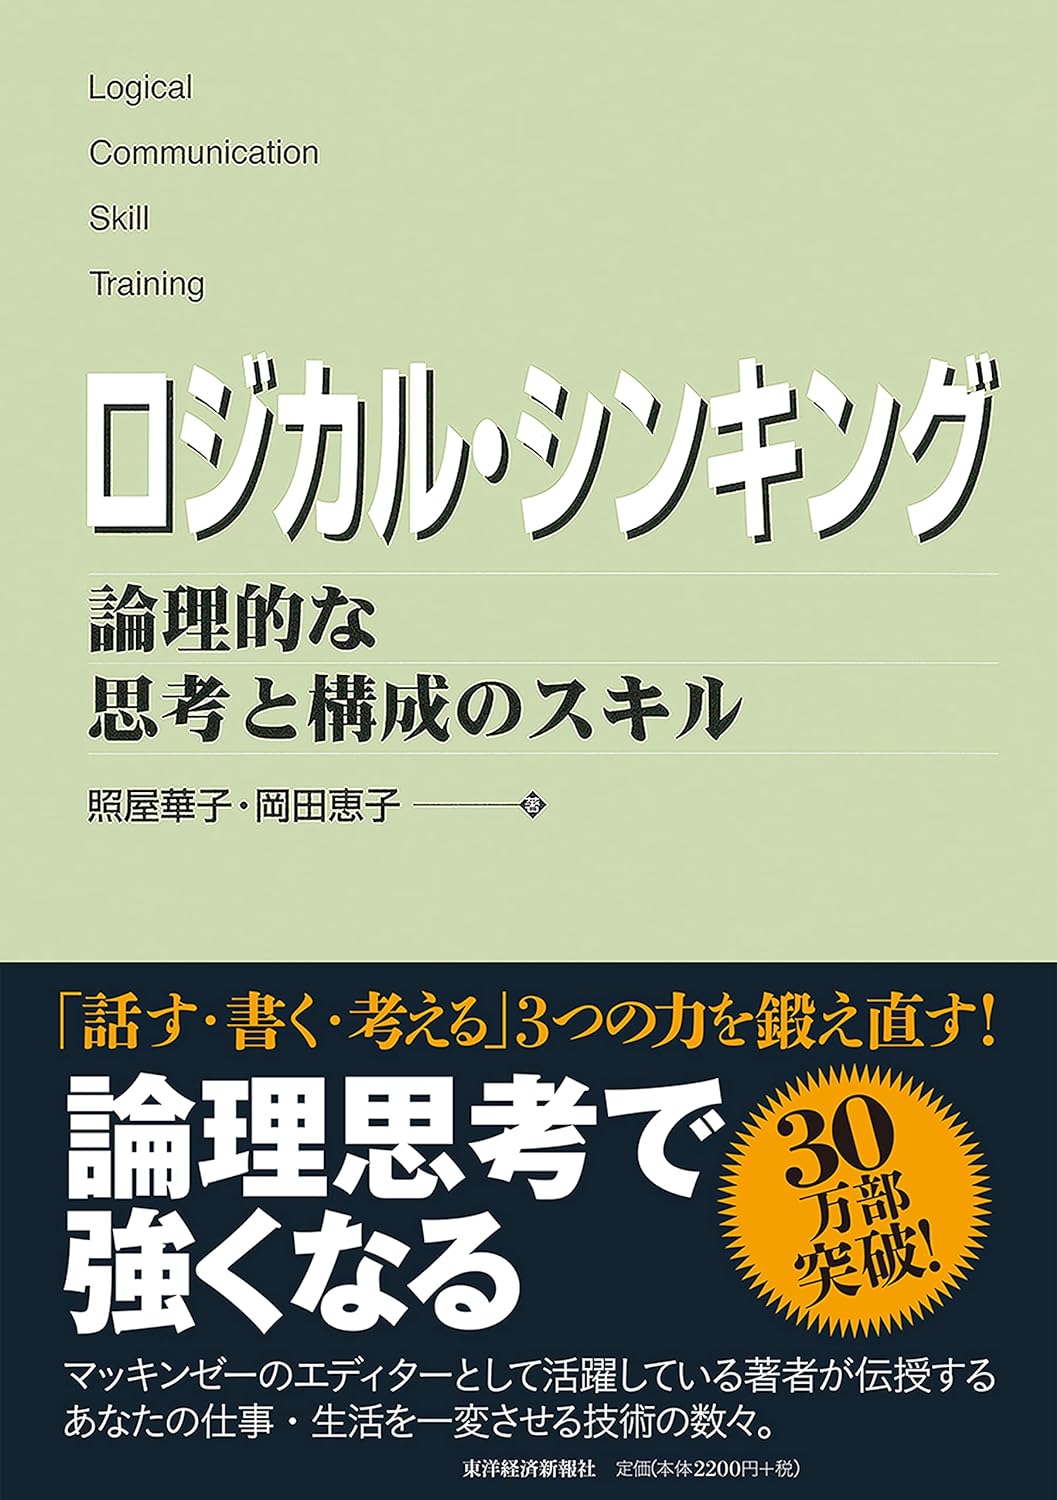 Logical
Communication
Skill
Training
ロジカル・シンキング
論理的な
思考と構成のスキル
照屋華子・岡田恵子 著
「話す・書く・考える」3つの力を鍛え直す!
論理思考で
強くなる
30
万部
突破!
マッキンゼーのエディターとして活躍している著者が伝授する
あなたの仕事・生活を一変させる技術の数々。
東洋経済新報社 定価(本体2200円+税)